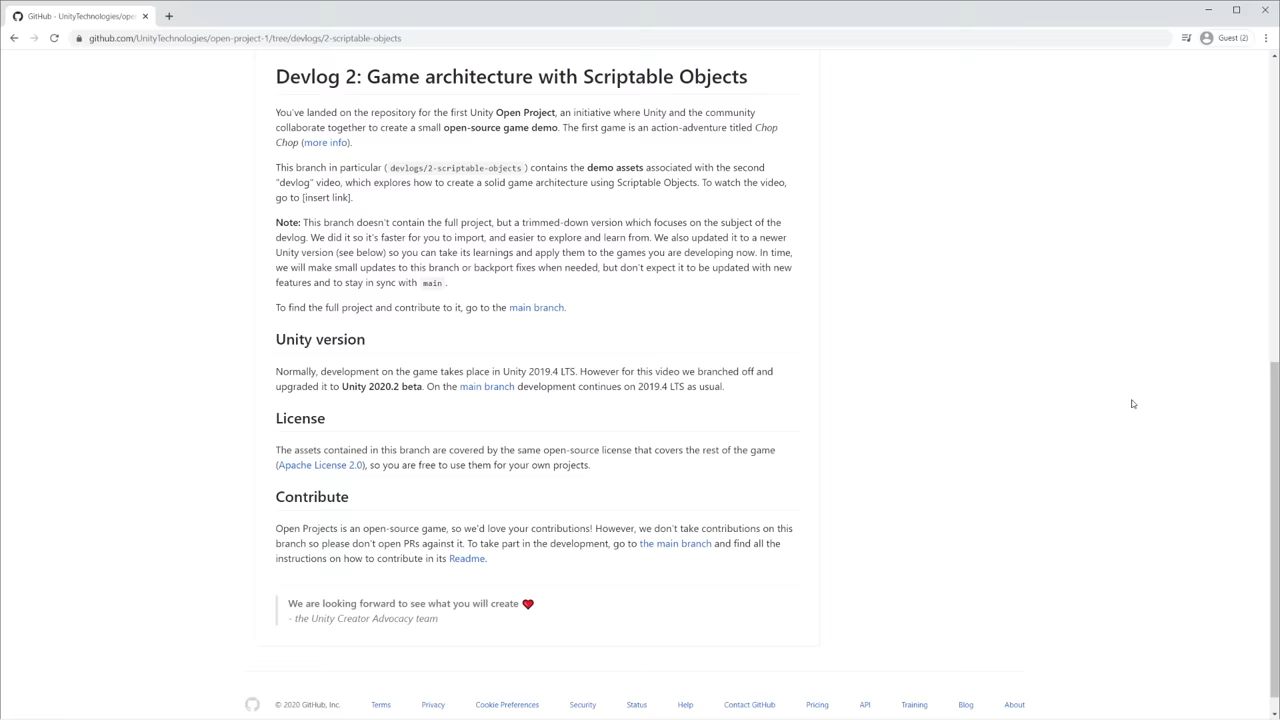 GitHub - UnityTechnologies/open
github.com/UnityTechnologies/open-project-1/tree/devlogs/2-scriptable-objects
Guest (2)
Devlog 2: Game architecture with Scriptable Objects
You've landed on the repository for the first Unity Open Project, an initiative where Unity and the community
collaborate together to create a small open-source game demo. The first game is an action-adventure titled Chop
Chop (more info).
This branch in particular ( devlogs/2-scriptable-objects ) contains the demo assets associated with the second
"devlog" video, which explores how to create a solid game architecture using Scriptable Objects. To watch the video,
go to [insert link].
Note: This branch doesn't contain the full project, but a trimmed-down version which focuses on the subject of the
devlog. We did it so it's faster for you to import, and easier to explore and learn from. We also updated it to a newer
Unity version (see below) so you can take its learnings and apply them to the games you are developing now. In time,
we will make small updates to this branch or backport fixes when needed, but don't expect it to be updated with new
features and to stay in sync with main .
To find the full project and contribute to it, go to the main branch.
Unity version
Normally, development on the game takes place in Unity 2019.4 LTS. However for this video we branched off and
upgraded it to Unity 2020.2 beta. On the main branch development continues on 2019.4 LTS as usual.
License
The assets contained in this branch are covered by the same open-source license that covers the rest of the game
(Apache License 2.0), so you are free to use them for your own projects.
Contribute
Open Projects is an open-source game, so we'd love your contributions! However, we don't take contributions on this
branch so please don't open PRs against it. To take part in the development, go to the main branch and find all the
instructions on how to contribute in its Readme.
We are looking forward to see what you will create ❤️
- the Unity Creator Advocacy team
© 2020 GitHub, Inc. Terms Privacy Cookie Preferences Security Status Help Contact GitHub Pricing API Training Blog About